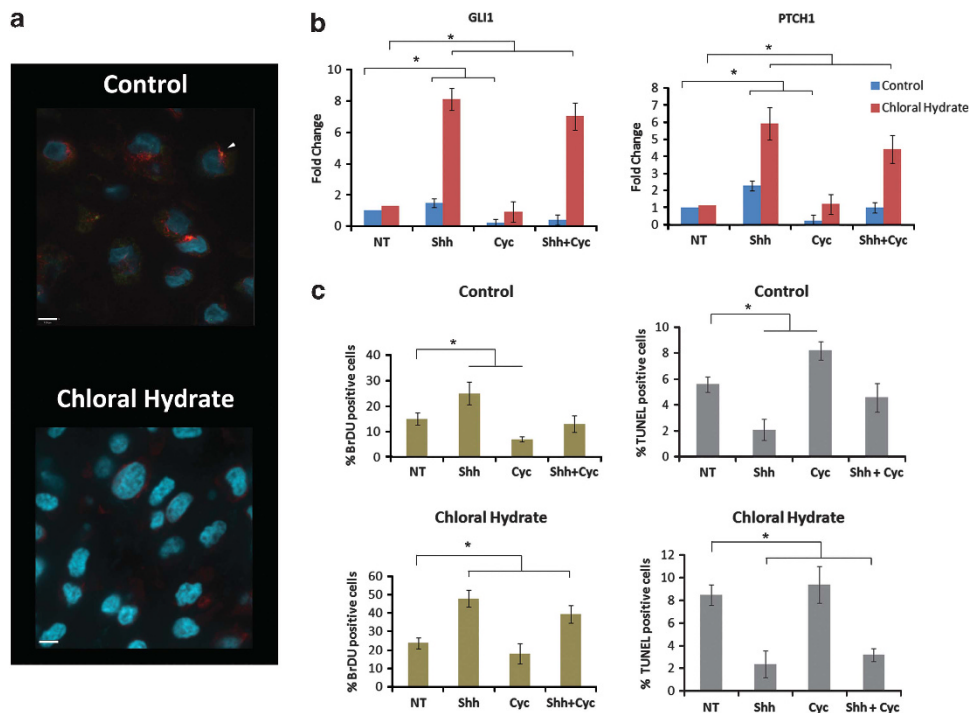 a
Control
Chloral Hydrate
b
GLI1
*
*
Fold Change
10
8
6
4
2
0
NT Shh Cyc Shh+Cyc
PTCH1
*
*
Control
Chloral Hydrate
Fold Change
8
7
6
5
4
3
2
1
0
NT Shh Cyc Shh+Cyc
c
Control
*
% BrDU positive cells
40
30
20
10
0
NT Shh Cyc Shh+Cyc
Control
*
% TUNEL positive cells
10
8
6
4
2
0
NT Shh Cyc Shh + Cyc
Chloral Hydrate
*
% BrDU positive cells
60
50
40
30
20
10
0
NT Shh Cyc Shh+Cyc
Chloral Hydrate
*
% TUNEL positive cells
12
10
8
6
4
2
0
NT Shh Cyc Shh + Cyc